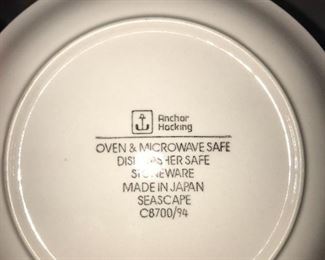 Anchor
Hocking
OVEN & MICROWAVE SAFE
DISHWASHER SAFE
STONEWARE
MADE IN JAPAN
SEASCAPE
C8700/94